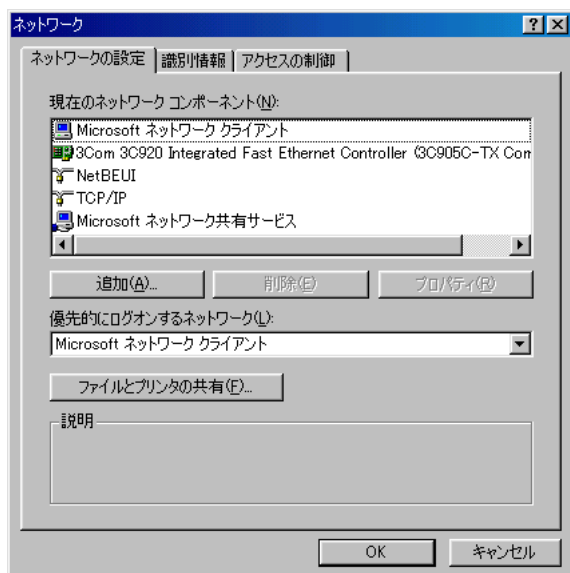 ネットワーク
ネットワークの設定 識別情報 アクセスの制御
現在のネットワーク コンポーネント(N):
Microsoft ネットワーク クライアント
3Com 3C920 Integrated Fast Ethernet Controller (3C905C-TX Com
NetBEUI
TCP/IP
Microsoft ネットワーク共有サービス
追加(A)... 削除(E) プロパティ(R)
優先的にログオンするネットワーク(L):
Microsoft ネットワーク クライアント
ファイルとプリンタの共有(F)...
説明
OK キャンセル